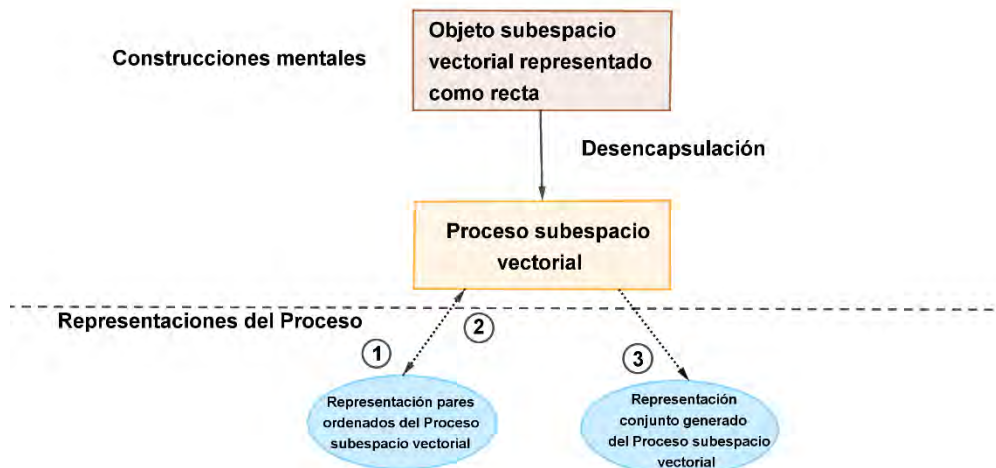 Objeto subespacio
vectorial representado
como recta
Construcciones mentales
Desencapsulación
Proceso subespacio
vectorial
Representaciones del Proceso
1
2
3
Representación pares
ordenados del Proceso
subespacio vectorial
Representación
conjunto generado
del Proceso subespacio
vectorial